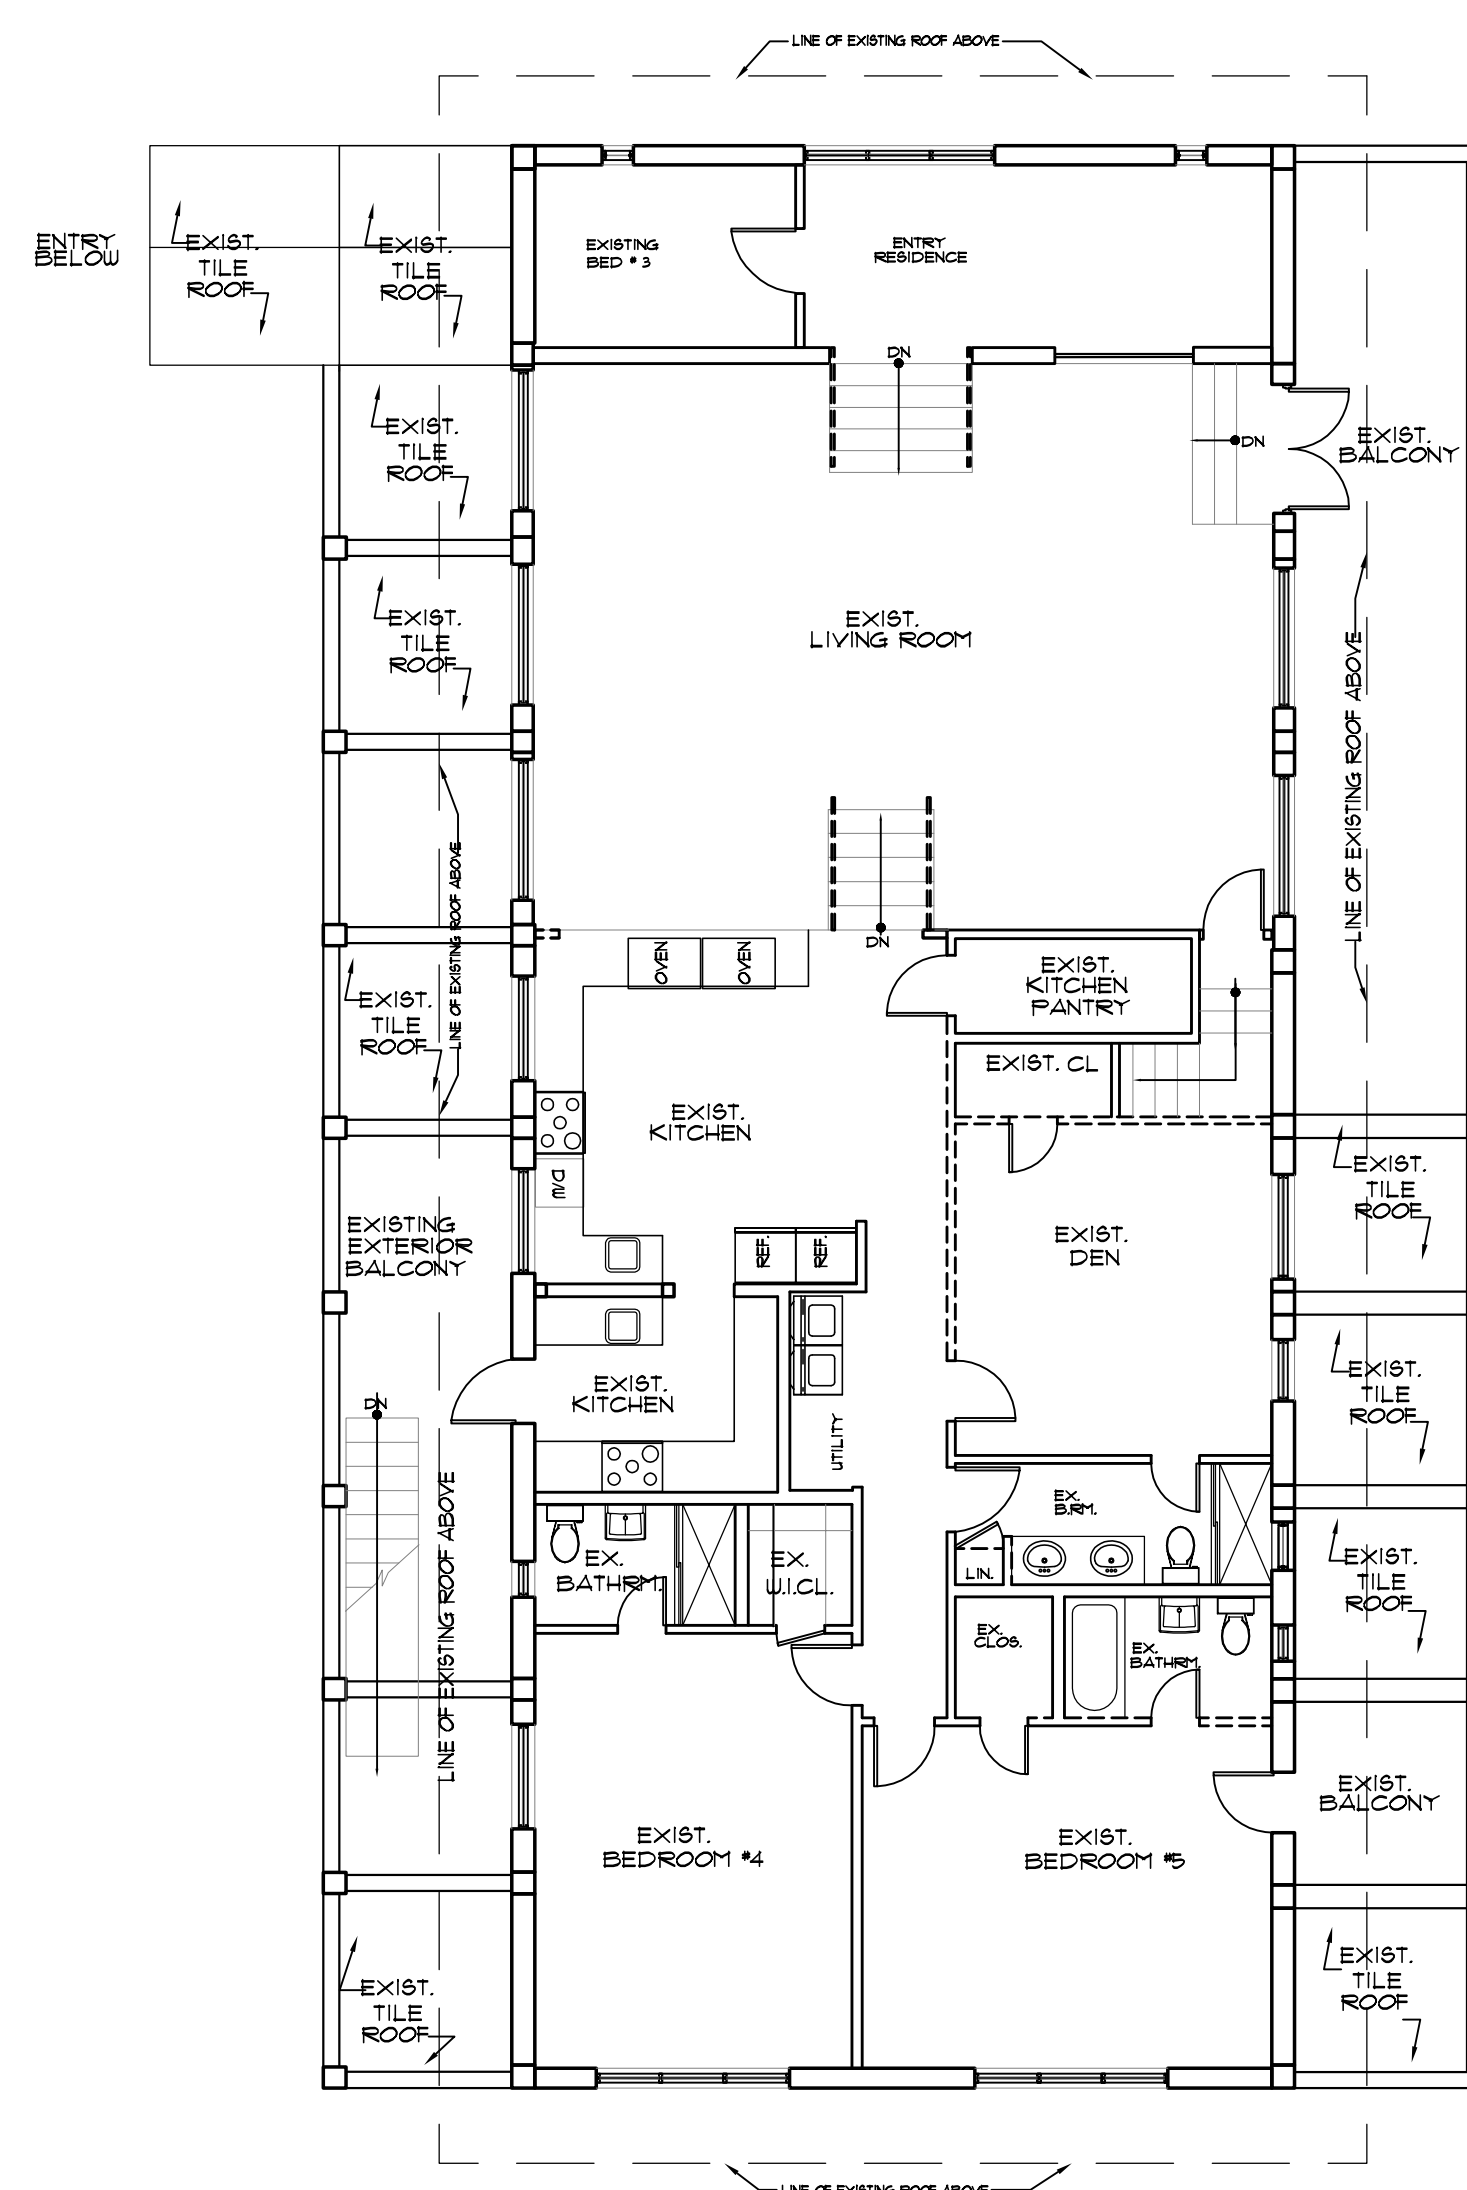 LINE OF EXISTING ROOF ABOVE
ENTRY
BELOW
EXIST.
TILE
ROOF
EXIST.
TILE
ROOF
EXISTING
BED # 3
ENTRY
RESIDENCE
DN
EXIST.
TILE
ROOF
DN
EXIST.
BALCONY
EXIST.
TILE
ROOF
EXIST.
LIVING ROOM
LINE OF EXISTING ROOF ABOVE
LINE OF EXISTING ROOF ABOVE
DN
OVEN
OVEN
EXIST.
KITCHEN
PANTRY
EXIST.
TILE
ROOF
EXIST. CL
EXIST.
KITCHEN
D/W
EXIST.
TILE
ROOF
EXISTING
EXTERIOR
BALCONY
REF.
REF.
EXIST.
DEN
EXIST.
KITCHEN
EXIST.
TILE
ROOF
DN
UTILITY
LINE OF EXISTING ROOF ABOVE
EX.
B.RM.
EX.
BATHRM.
EX.
W.I.CL.
LIN.
EXIST.
TILE
ROOF
EX.
CLOS.
EX.
BATHRM.
EXIST.
BALCONY
EXIST.
BEDROOM #4
EXIST.
BEDROOM #5
EXIST.
TILE
ROOF
EXIST.
TILE
ROOF
LINE OF EXISTING ROOF ABOVE